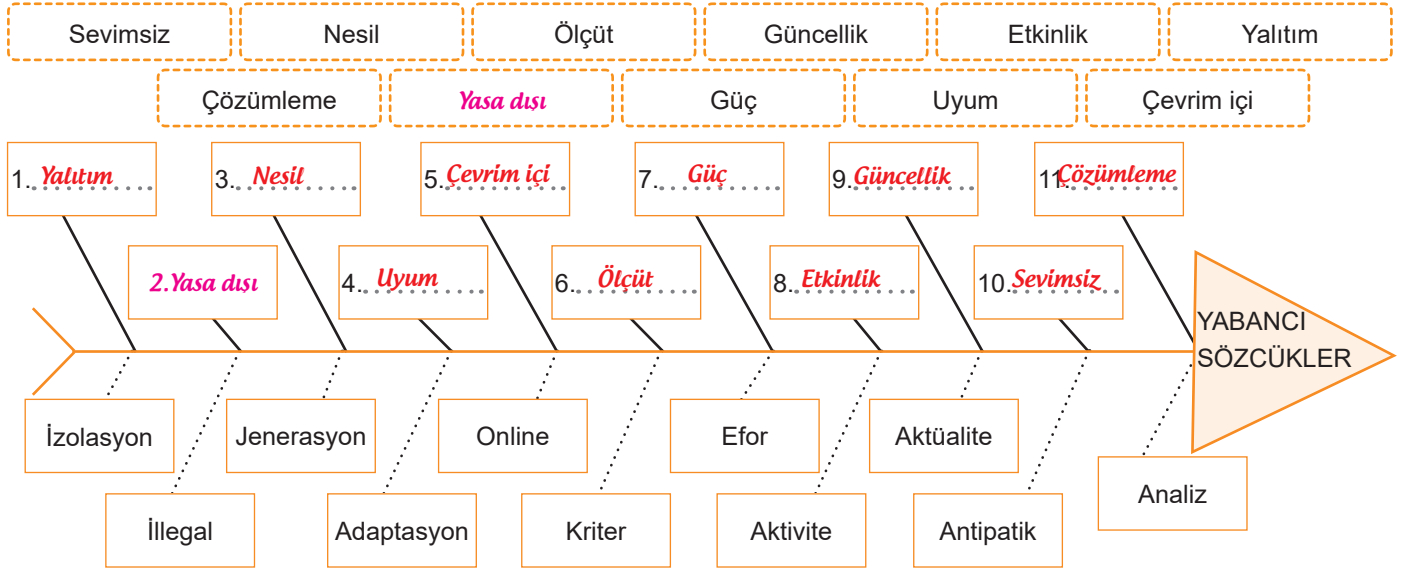 Sevimsiz Nesil Ölçüt Güncellik Etkinlik Yalıtım
Çözümleme Yasa dışı Güç Uyum Çevrim içi
1. Yalıtım 3. Nesil 5. Çevrim içi 7. Güç 9. Güncellik 11. Çözümleme
2.Yasa dışı 4. Uyum 6. Ölçüt 8. Etkinlik 10. Sevimsiz
YABANCI
SÖZCÜKLER
İzolasyon Jenerasyon Online Efor Aktüalite
Analiz
İllegal Adaptasyon Kriter Aktivite Antipatik